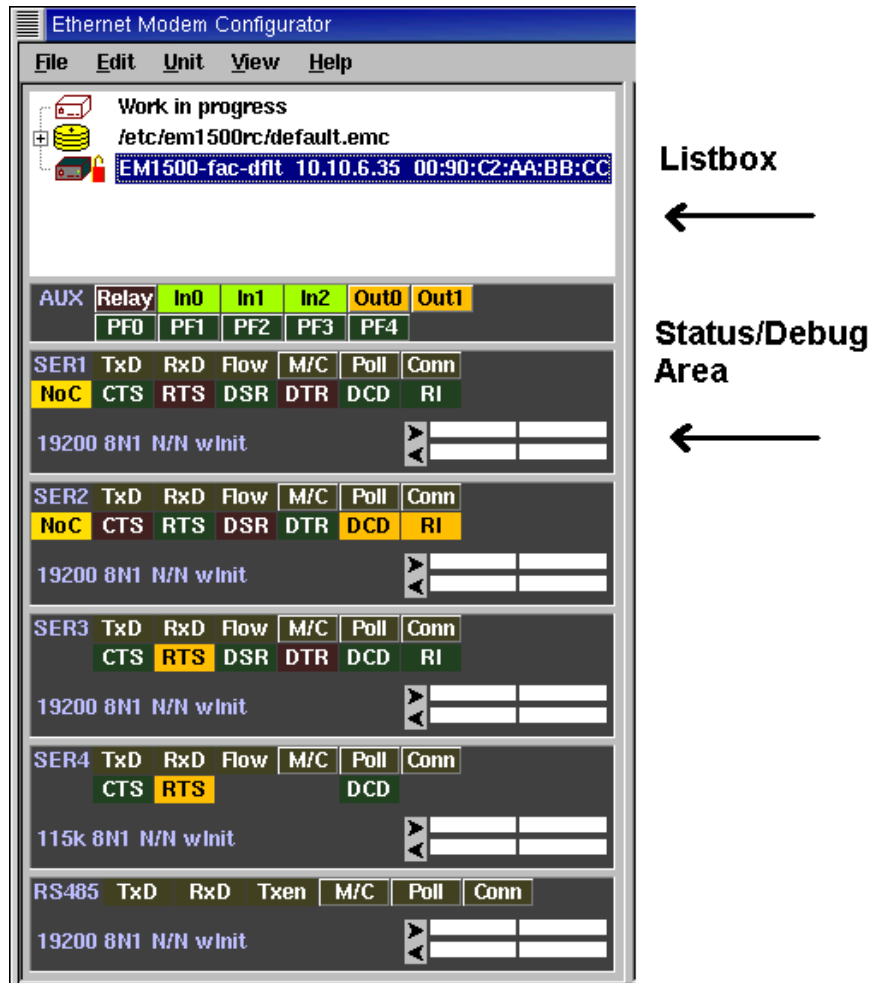 Ethernet Modem Configurator
File Edit Unit View Help
Work in progress
/etc/em1500rc/default.emc
EM1500-fac-dflt 10.10.6.35 00:90:C2:AA:BB:CC
Listbox
AUX Relay In0 In1 In2 Out0 Out1
PF0 PF1 PF2 PF3 PF4
Status/Debug
Area
SER1 TxD RxD Flow M/C Poll Conn
NoC CTS RTS DSR DTR DCD RI
19200 8N1 N/N wInit
SER2 TxD RxD Flow M/C Poll Conn
NoC CTS RTS DSR DTR DCD RI
19200 8N1 N/N wInit
SER3 TxD RxD Flow M/C Poll Conn
CTS RTS DSR DTR DCD RI
19200 8N1 N/N wInit
SER4 TxD RxD Flow M/C Poll Conn
CTS RTS DCD
115k 8N1 N/N wInit
RS485 TxD RxD Txen M/C Poll Conn
19200 8N1 N/N wInit